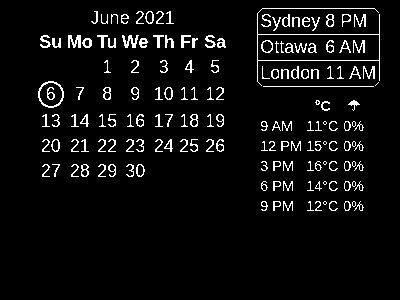 June 2021
Su Mo Tu We Th Fr Sa
1 2 3 4 5
6 7 8 9 10 11 12
13 14 15 16 17 18 19
20 21 22 23 24 25 26
27 28 29 30
Sydney 8 PM
Ottawa 6 AM
London 11 AM
°C ☂
9 AM 11°C 0%
12 PM 15°C 0%
3 PM 16°C 0%
6 PM 14°C 0%
9 PM 12°C 0%